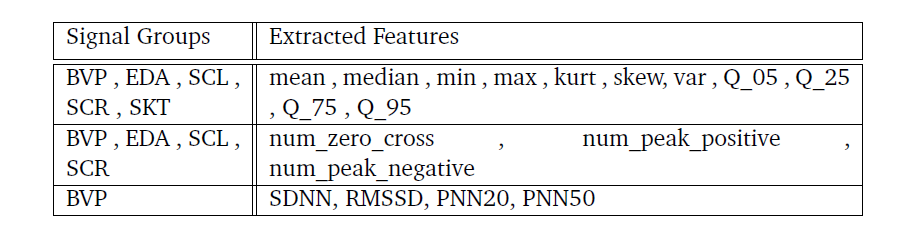 Signal Groups Extracted Features
BVP , EDA , SCL , mean , median , min , max , kurt , skew, var , Q_05 , Q_25
SCR , SKT , Q_75 , Q_95
BVP , EDA , SCL , num_zero_cross , num_peak_positive ,
SCR num_peak_negative
BVP SDNN, RMSSD, PNN20, PNN50